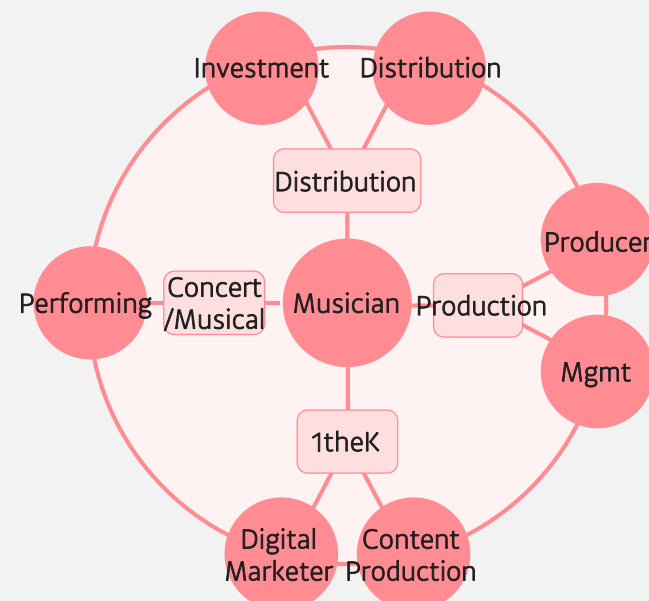 Investment
Distribution
Distribution
Producer
Performing
Concert
/Musical
Musician
Production
Mgmt
1theK
Digital
Marketer
Content
Production